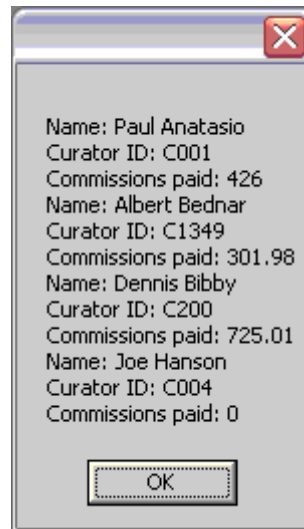 Name: Paul Anatasio
Curator ID: C001
Commissions paid: 426
Name: Albert Bednar
Curator ID: C1349
Commissions paid: 301.98
Name: Dennis Bibby
Curator ID: C200
Commissions paid: 725.01
Name: Joe Hanson
Curator ID: C004
Commissions paid: 0
OK